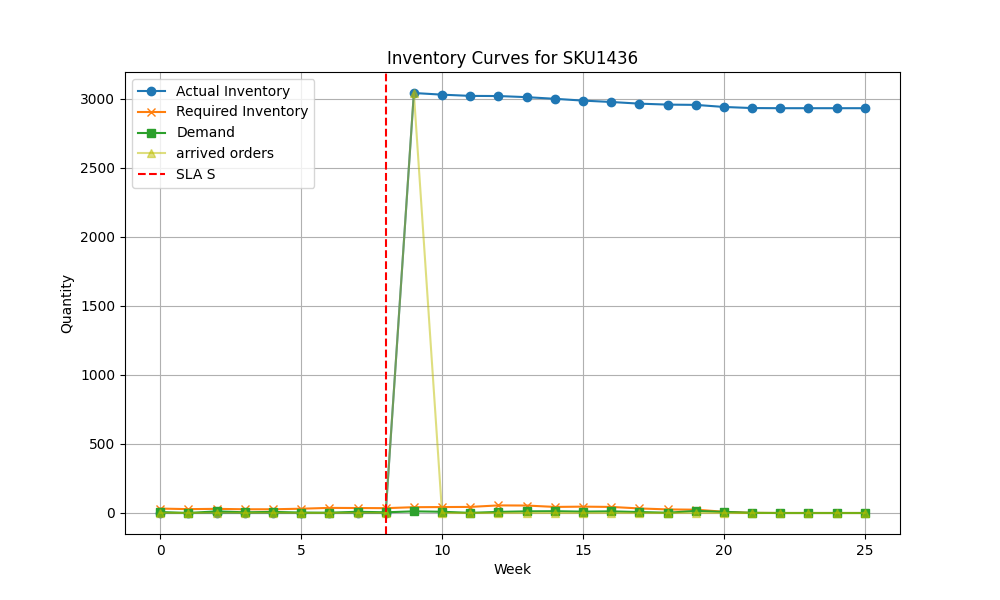 Inventory Curves for SKU1436
Actual Inventory
Required Inventory
Demand
arrived orders
SLA S
Quantity
3000
2500
2000
1500
1000
500
0
0 5 10 15 20 25
Week